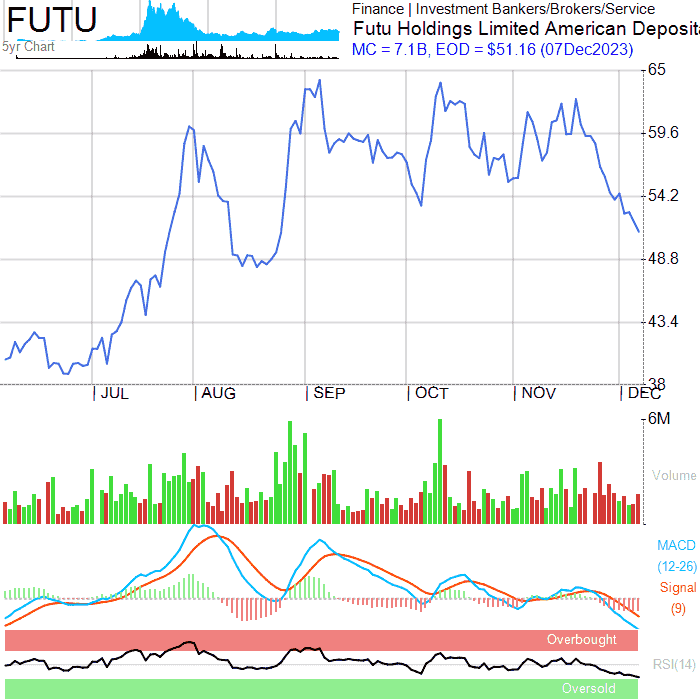 FUTU
Finance | Investment Bankers/Brokers/Service
Futu Holdings Limited American Deposit
MC = 7.1B, EOD = $51.16 (07Dec2023)
5yr Chart
65
59.6
54.2
48.8
43.4
38
JUL AUG SEP OCT NOV DEC
6M
Volume
MACD
(12-26)
Signal
(9)
Overbought
RSI(14)
Oversold